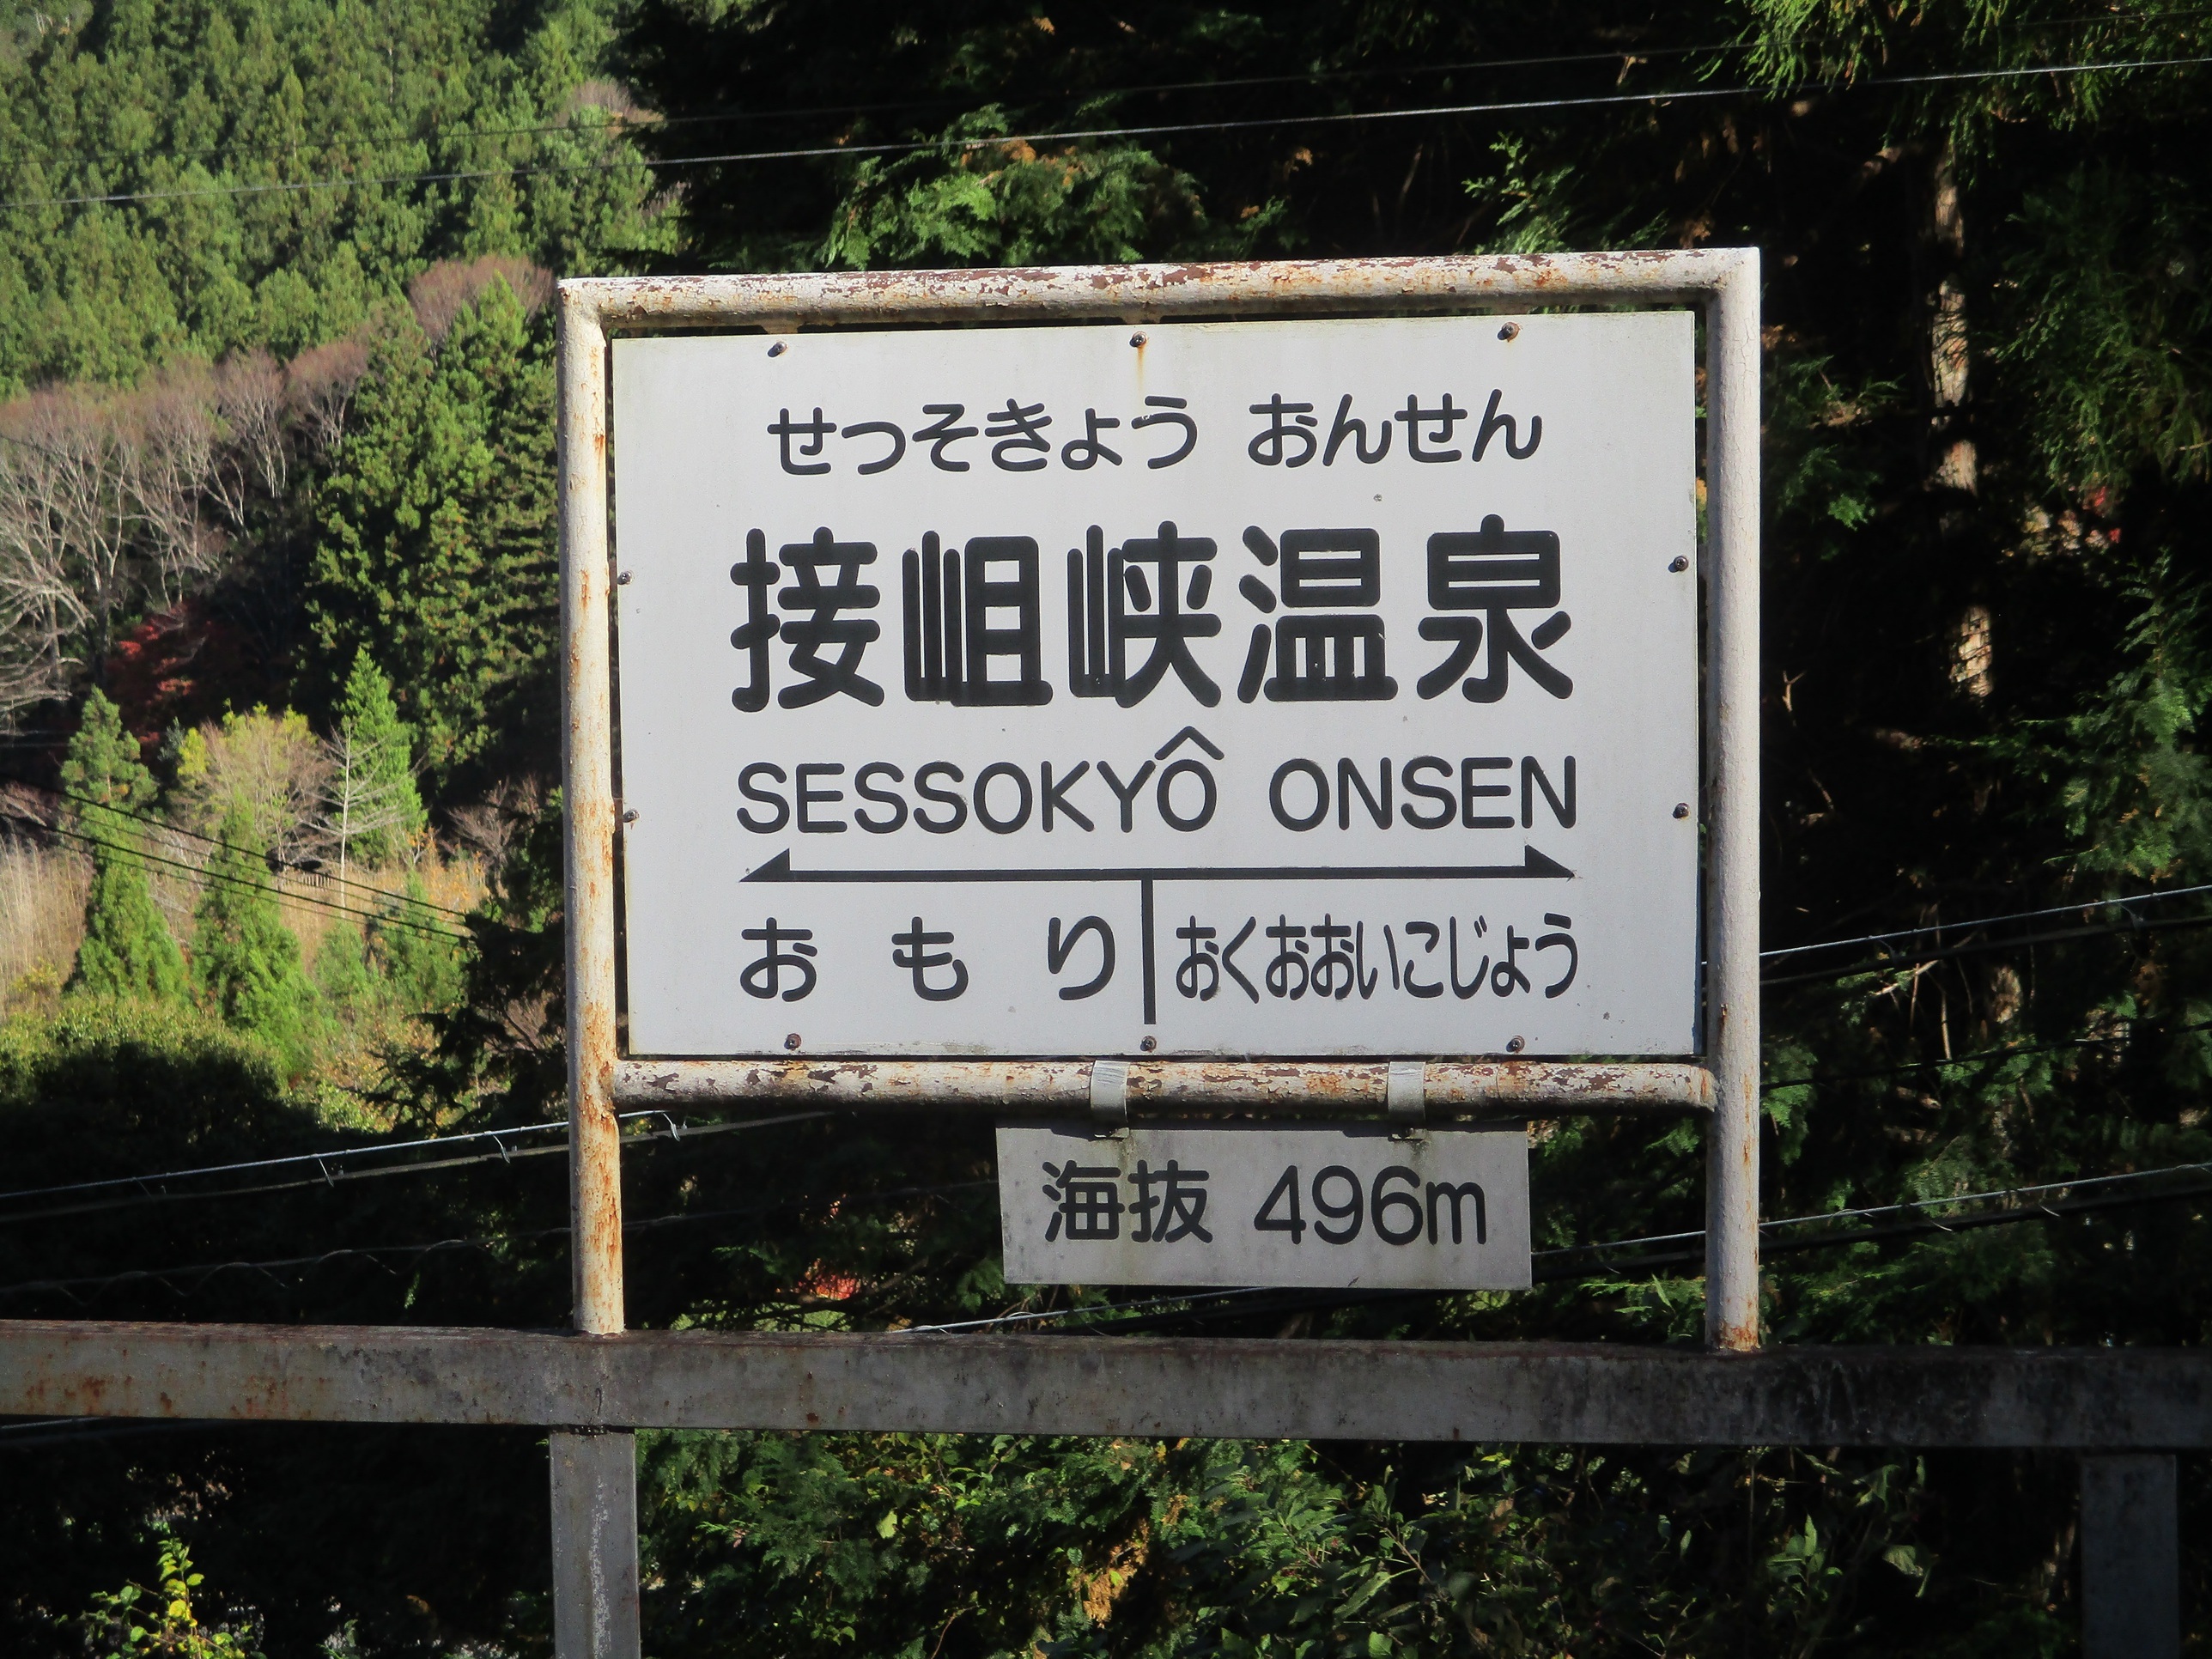 せっそきょう おんせん
接岨峡温泉
SESSOKYÔ ONSEN
おもり おくおおいこじょう
海抜 496m